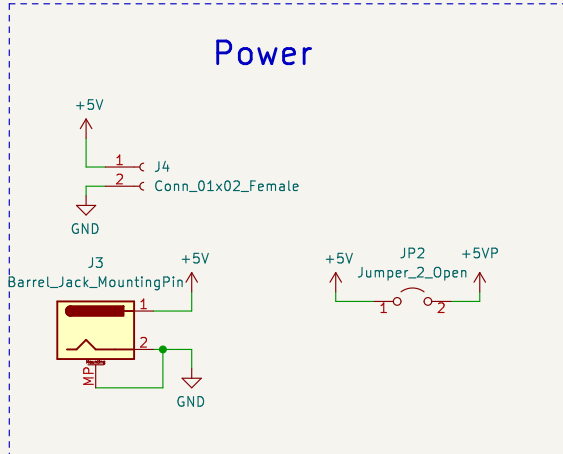 Power
+5V
1
J4
2
Conn_01x02_Female
GND
J3
Barrel_Jack_MountingPin
+5V
1
2
MP
GND
+5V
JP2
Jumper_2_Open
+5VP
1
2